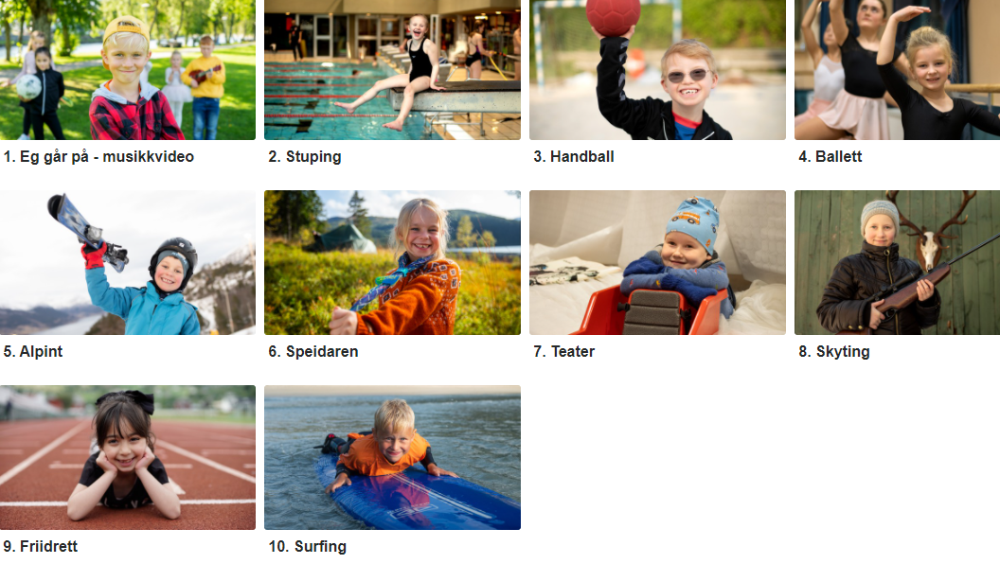 1. Eg går på - musikkvideo
2. Stuping
3. Handball
4. Ballett
5. Alpint
6. Speidaren
7. Teater
8. Skyting
9. Friidrett
10. Surfing